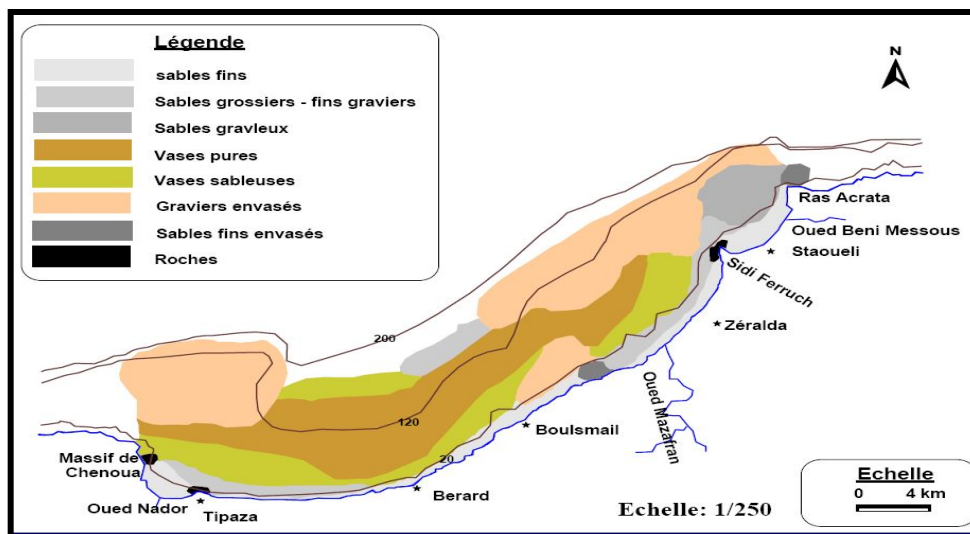 Légende
sables fins
Sables grossiers - fins graviers
Sables gravleux
Vases pures
Vases sableuses
Graviers envasés
Sables fins envasés
Roches
N
Ras Acrata
Oued Beni Messous
Staoueli
Sidi Ferruch
Zéralda
200
Oued Mazafran
120
Boulsmail
20
Massif de
Chenoua
Berard
Oued Nador
Tipaza
Echelle: 1/250
Echelle
0 4 km